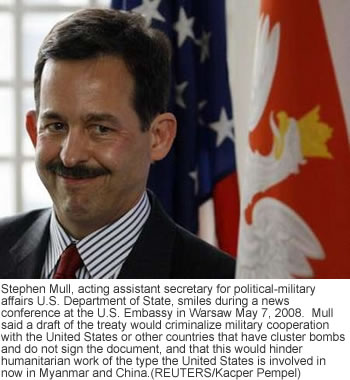 Stephen Mull, acting assistant secretary for political-military
affairs U.S. Department of State, smiles during a news
conference at the U.S. Embassy in Warsaw May 7, 2008.  Mull
said a draft of the treaty would criminalize military cooperation
with the United States or other countries that have cluster bombs
and do not sign the document, and that this would hinder
humanitarian work of the type the United States is involved in
now in Myanmar and China.(REUTERS/Kacper Pempel)